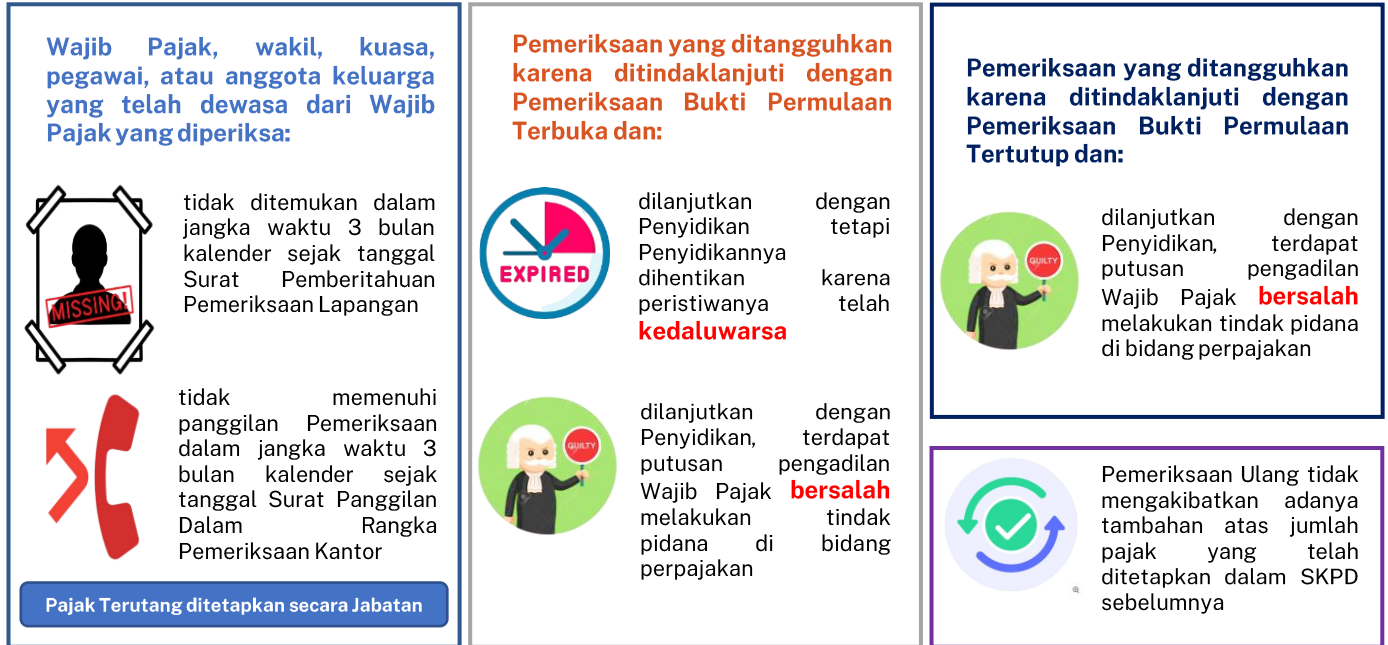 Wajib Pajak, wakil, kuasa,
pegawai, atau anggota keluarga
yang telah dewasa dari Wajib
Pajak yang diperiksa:
MISSING!
tidak ditemukan dalam
jangka waktu 3 bulan
kalender sejak tanggal
Surat Pemberitahuan
Pemeriksaan Lapangan
tidak memenuhi
panggilan Pemeriksaan
dalam jangka waktu 3
bulan kalender sejak
tanggal Surat Panggilan
Dalam Rangka
Pemeriksaan Kantor
Pajak Terutang ditetapkan secara Jabatan
Pemeriksaan yang ditangguhkan
karena ditindaklanjuti dengan
Pemeriksaan Bukti Permulaan
Terbuka dan:
EXPIRED
dilanjutkan dengan
Penyidikan tetapi
Penyidikannya
dihentikan karena
peristiwanya telah
kedaluwarsa
GUILTY
dilanjutkan dengan
Penyidikan, terdapat
putusan pengadilan
Wajib Pajak bersalah
melakukan tindak
pidana di bidang
perpajakan
Pemeriksaan yang ditangguhkan
karena ditindaklanjuti dengan
Pemeriksaan Bukti Permulaan
Tertutup dan:
GUILTY
dilanjutkan dengan
Penyidikan, terdapat
putusan pengadilan
Wajib Pajak bersalah
melakukan tindak pidana
di bidang perpajakan
Pemeriksaan Ulang tidak
mengakibatkan adanya
tambahan atas jumlah
pajak yang telah
ditetapkan dalam SKPD
sebelumnya